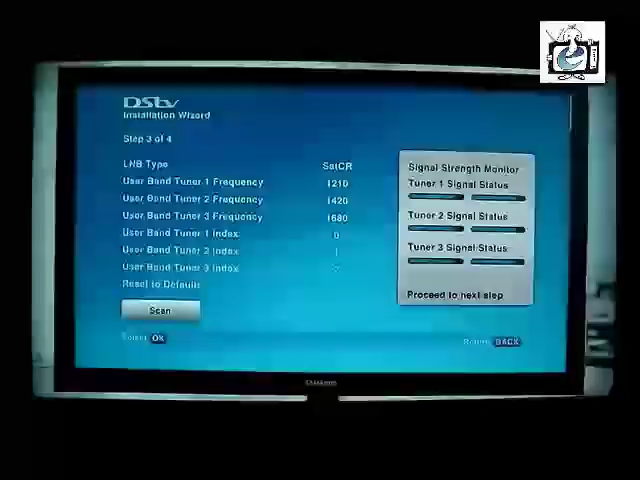 DStv
Installation Wizard
Step 3 of 4
LNB Type SatCR
User Band Tuner 1 Frequency 1210
User Band Tuner 2 Frequency 1420
User Band Tuner 3 Frequency 1680
User Band Tuner 1 Index 0
User Band Tuner 2 Index 1
User Band Tuner 3 Index
Reset to Defaults
Scan
Select OK
Return BACK
Signal Strength Monitor
Tuner 1 Signal Status
Tuner 2 Signal Status
Tuner 3 Signal Status
Proceed to next step